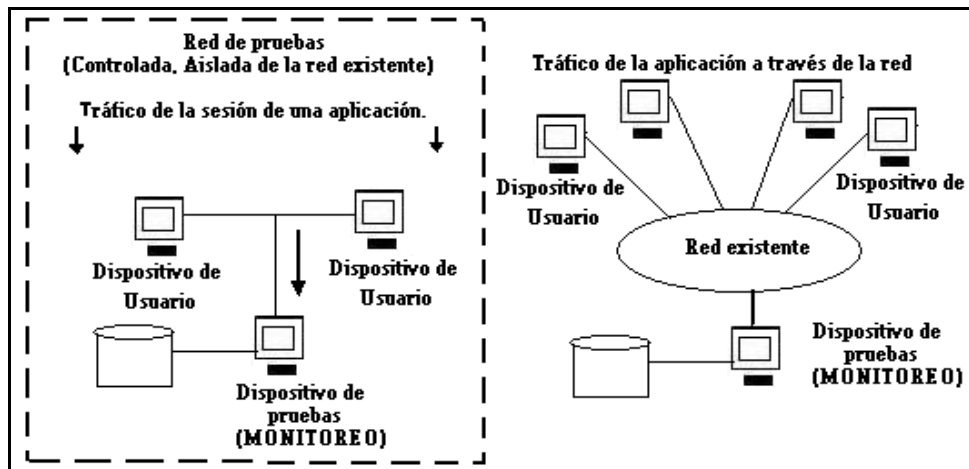 Red de pruebas
(Controlada, Aislada de la red existente)
Tráfico de la sesión de una aplicación.
Dispositivo de
Usuario
Dispositivo de
Usuario
Dispositivo de
pruebas
(MONITOREO)
Tráfico de la aplicación a través de la red
Dispositivo de
Usuario
Dispositivo de
Usuario
Red existente
Dispositivo de
pruebas
(MONITOREO)